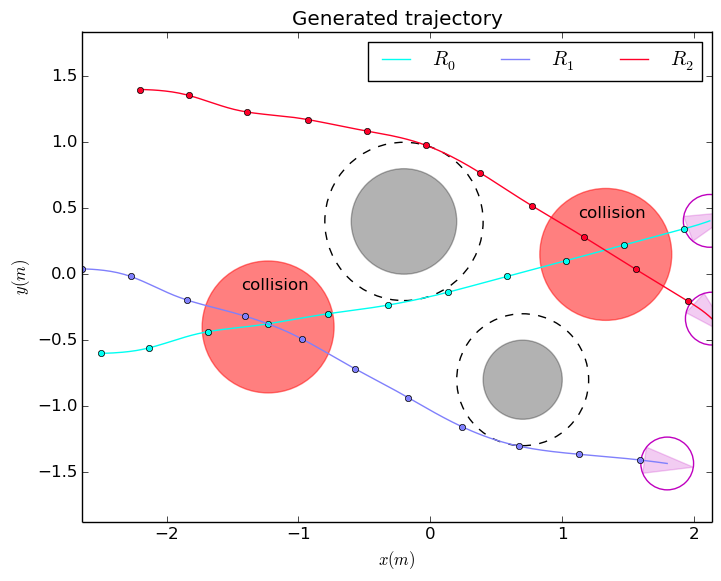 Generated trajectory
R₀ R₁ R₂
1.5
1.0
0.5
0.0
−0.5
−1.0
−1.5
y(m)
collision
collision
−2 −1 0 1 2
x(m)